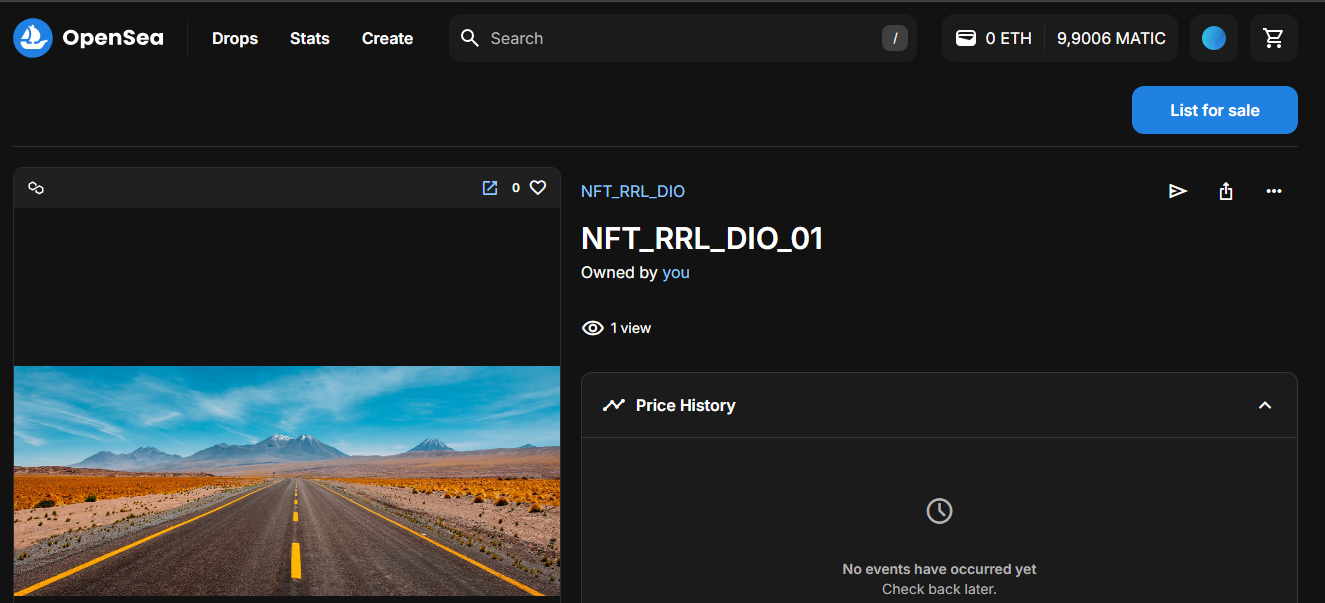 OpenSea Drops Stats Create Search / 0 ETH 9,9006 MATIC
List for sale
0
NFT_RRL_DIO
NFT_RRL_DIO_01
Owned by you
1 view
Price History
No events have occurred yet
Check back later.